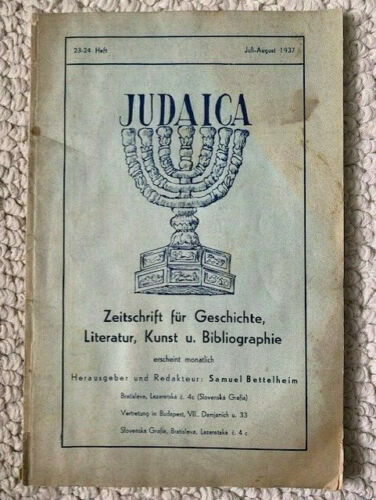 23-24 Heft Juli-August 1937
JUDAICA
Zeitschrift für Geschichte,
Literatur, Kunst u. Bibliographie
erscheint monatlich
Herausgeber und Redakteur: Samuel Bettelheim
Bratislava, Lazaretská č. 4c (Slovenská Grafia)
Vertretung in Budapest, VII., Damjanich u. 33
Slovenská Grafia, Bratislava, Lazaretská č. 4 c